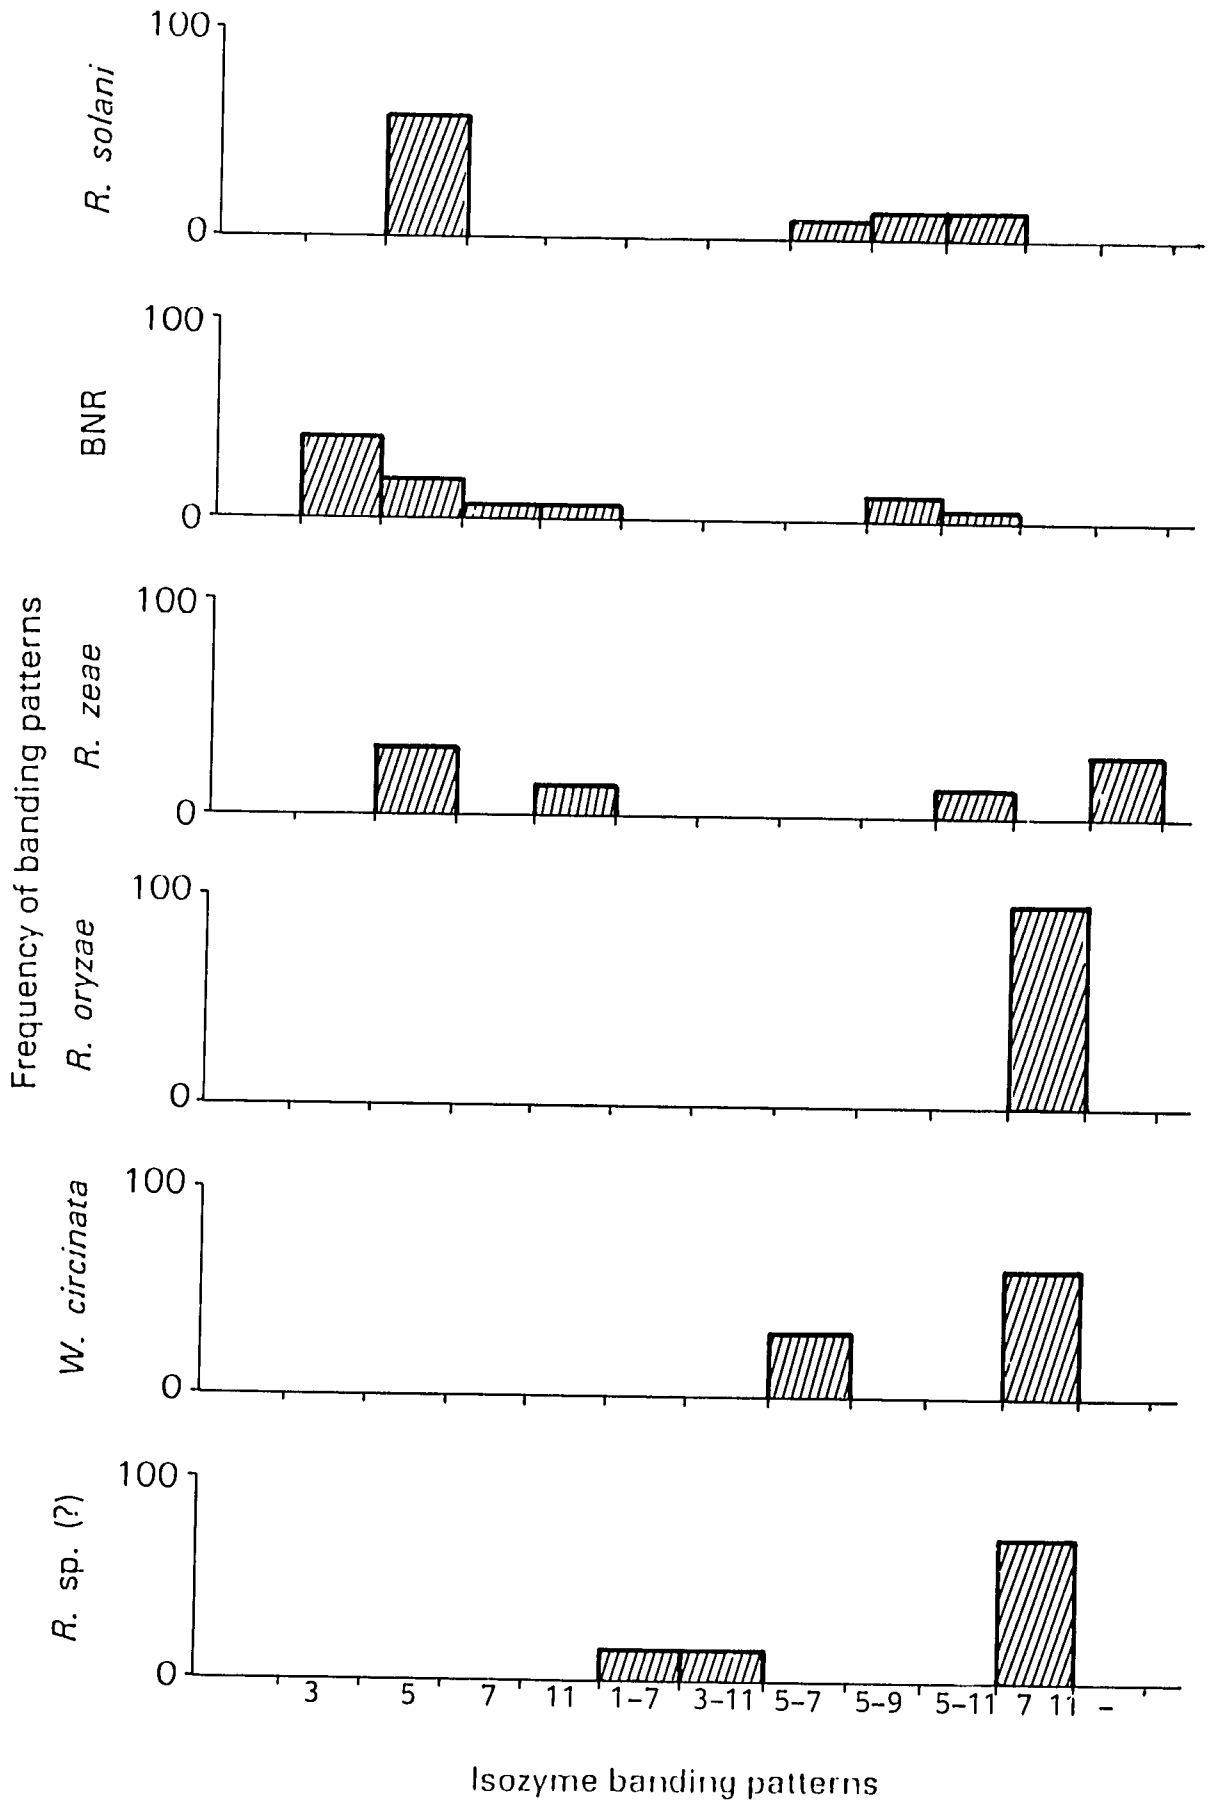 100
R. solani
0
100
BNR
0
100
R. zeae
0
Frequency of banding patterns
100
R. oryzae
0
100
W. circinata
0
100
R. sp. (?)
0
3 5 7 11 1–7 3–11 5–7 5–9 5–11 7 11 –
Isozyme banding patterns